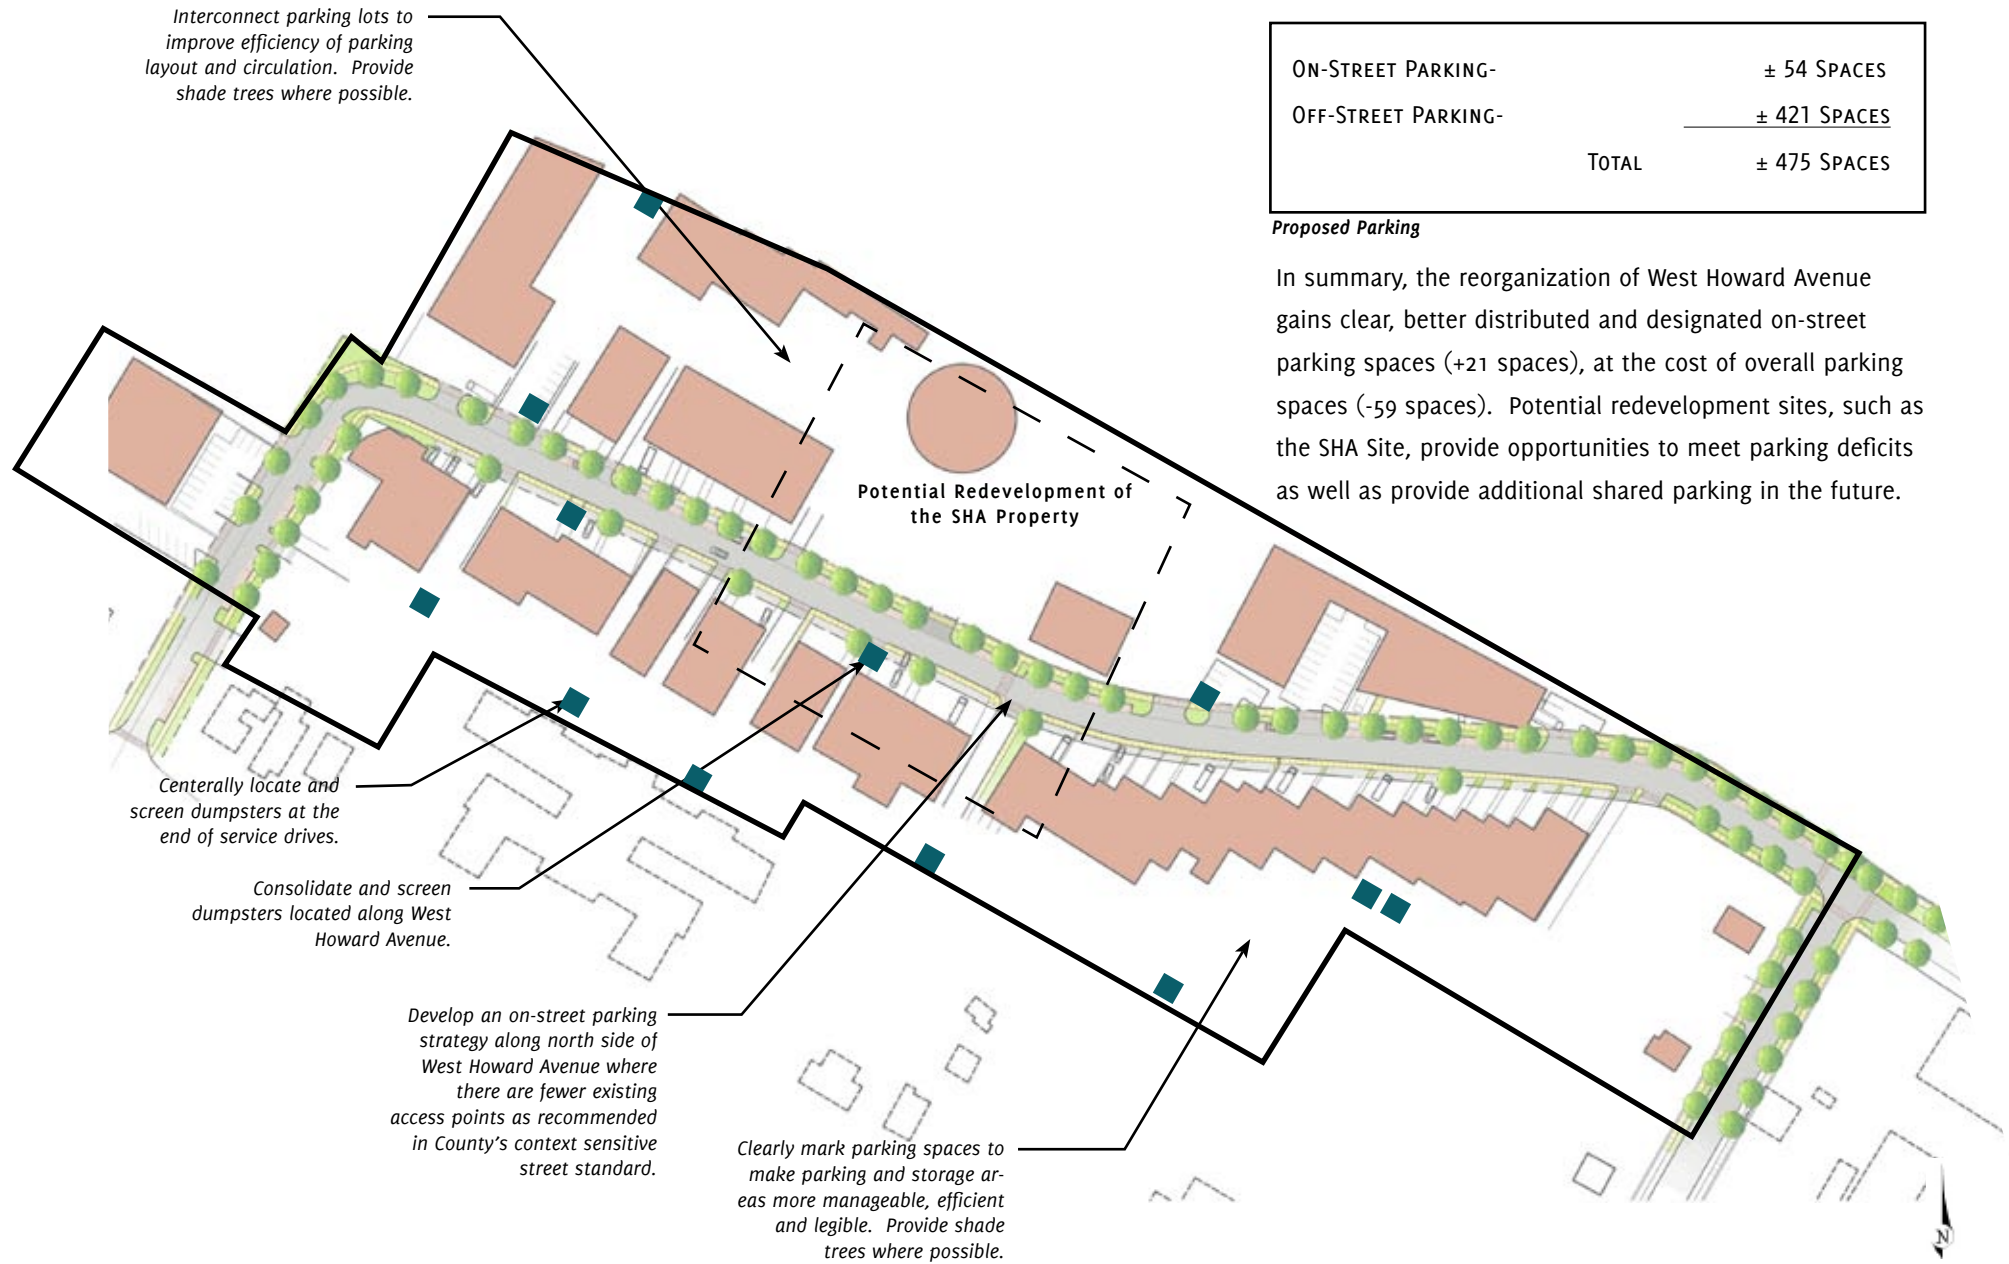 Interconnect parking lots to
improve efficiency of parking
layout and circulation.  Provide
shade trees where possible.
On-Street Parking- ± 54 Spaces
Off-Street Parking- ± 421 Spaces
Total ± 475 Spaces
Proposed Parking
In summary, the reorganization of West Howard Avenue
gains clear, better distributed and designated on-street
parking spaces (+21 spaces), at the cost of overall parking
spaces (-59 spaces).  Potential redevelopment sites, such as
the SHA Site, provide opportunities to meet parking deficits
as well as provide additional shared parking in the future.
Potential Redevelopment of
the SHA Property
Centerally locate and
screen dumpsters at the
end of service drives.
Consolidate and screen
dumpsters located along West
Howard Avenue.
Develop an on-street parking
strategy along north side of
West Howard Avenue where
there are fewer existing
access points as recommended
in County's context sensitive
street standard.
Clearly mark parking spaces to
make parking and storage ar-
eas more manageable, efficient
and legible.  Provide shade
trees where possible.
N